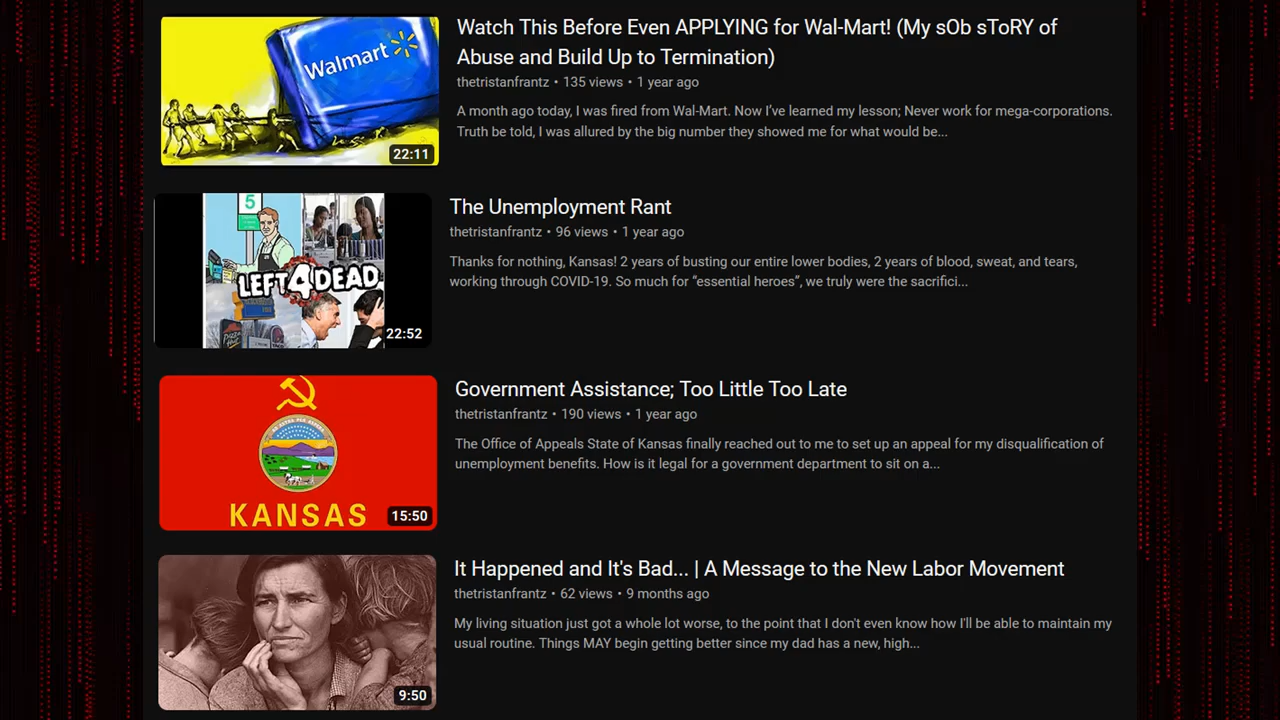 Walmart
22:11
Watch This Before Even APPLYING for Wal-Mart! (My sOb sToRY of
Abuse and Build Up to Termination)
thetristanfrantz • 135 views • 1 year ago
A month ago today, I was fired from Wal-Mart. Now I've learned my lesson; Never work for mega-corporations.
Truth be told, I was allured by the big number they showed me for what would be...
5
LEFT 4 DEAD
22:52
The Unemployment Rant
thetristanfrantz • 96 views • 1 year ago
Thanks for nothing, Kansas! 2 years of busting our entire lower bodies, 2 years of blood, sweat, and tears,
working through COVID-19. So much for “essential heroes”, we truly were the sacrifici...
KANSAS
15:50
Government Assistance; Too Little Too Late
thetristanfrantz • 190 views • 1 year ago
The Office of Appeals State of Kansas finally reached out to me to set up an appeal for my disqualification of
unemployment benefits. How is it legal for a government department to sit on a...
9:50
It Happened and It's Bad... | A Message to the New Labor Movement
thetristanfrantz • 62 views • 9 months ago
My living situation just got a whole lot worse, to the point that I don't even know how I'll be able to maintain my
usual routine. Things MAY begin getting better since my dad has a new, high...